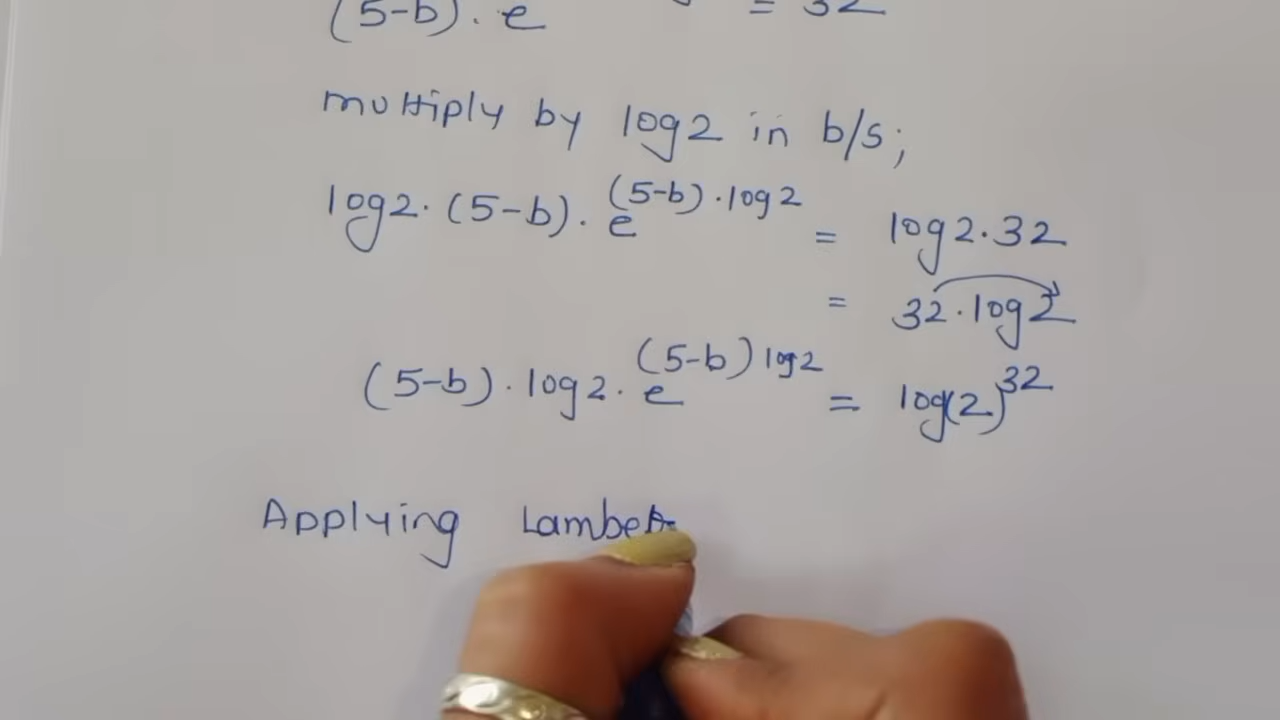 (5-b). e = 32
multiply by log2 in b/s;
log2. (5-b). e^(5-b).log2 = log2.32
= 32.log2
(5-b). log2. e^(5-b)log2 = log(2)^32
Applying Lamber